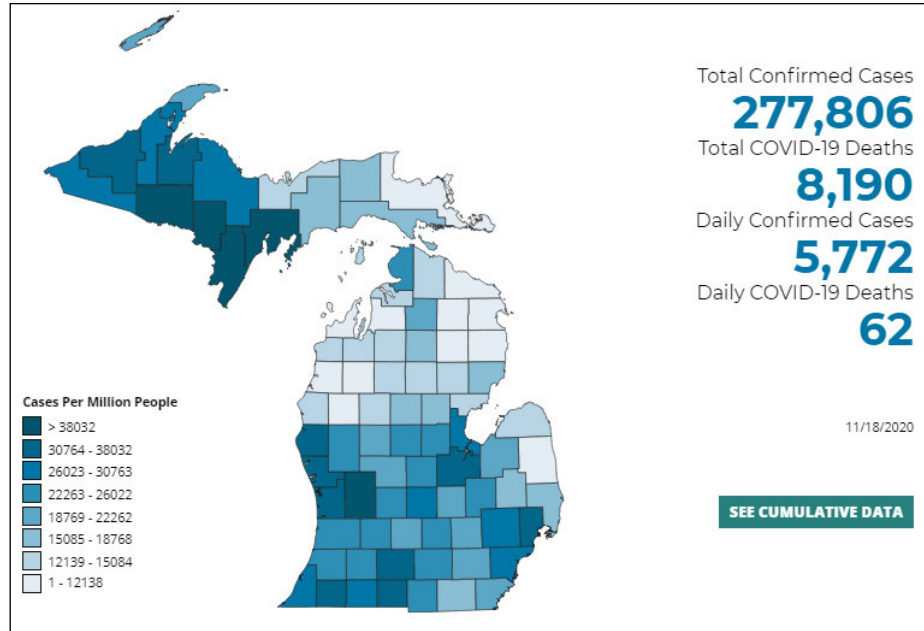 Total Confirmed Cases
277,806
Total COVID-19 Deaths
8,190
Daily Confirmed Cases
5,772
Daily COVID-19 Deaths
62
Cases Per Million People
> 38032
30764 - 38032
26023 - 30763
22263 - 26022
18769 - 22262
15085 - 18768
12139 - 15084
1 - 12138
11/18/2020
SEE CUMULATIVE DATA